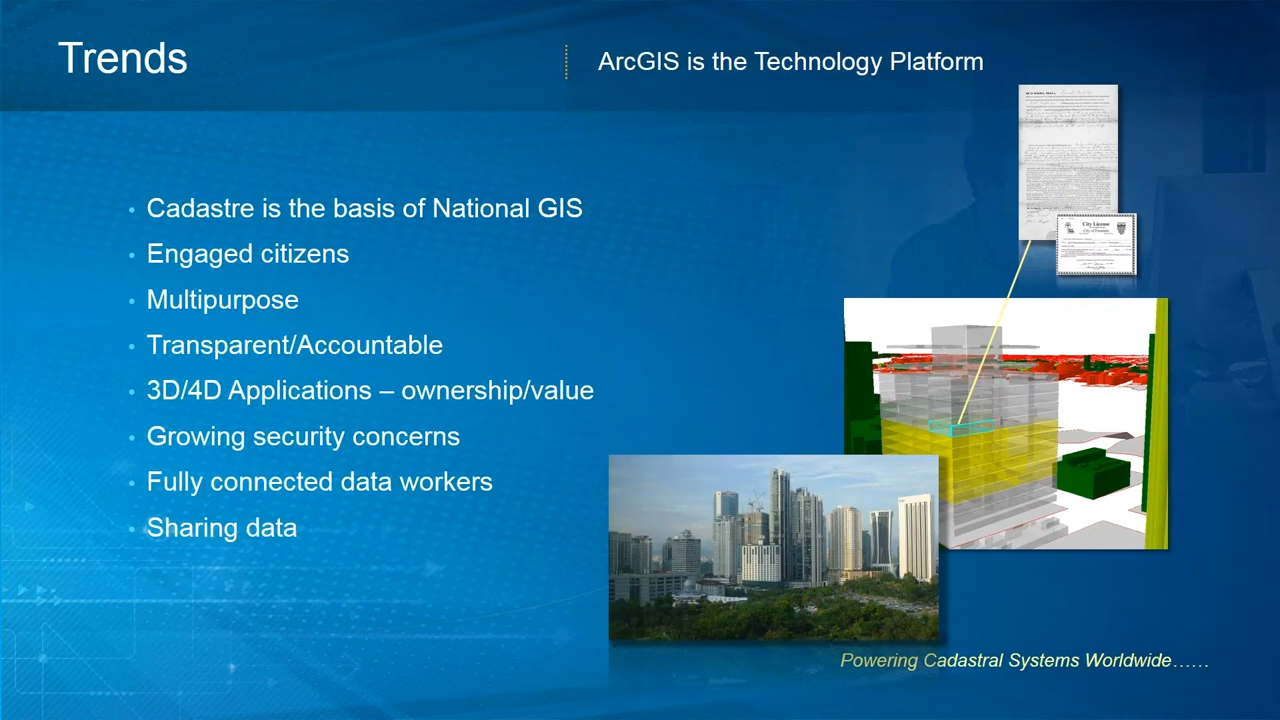 Trends
ArcGIS is the Technology Platform
Cadastre is the basis of National GIS
Engaged citizens
Multipurpose
Transparent/Accountable
3D/4D Applications – ownership/value
Growing security concerns
Fully connected data workers
Sharing data
City License
Powering Cadastral Systems Worldwide......